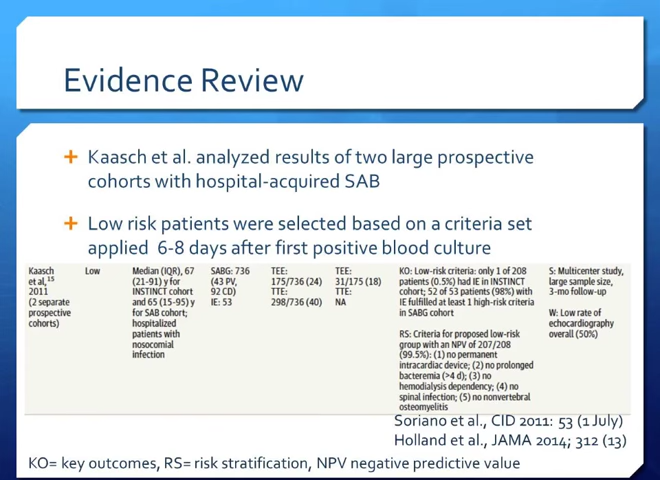 Evidence Review
Kaasch et al. analyzed results of two large prospective
cohorts with hospital-acquired SAB
Low risk patients were selected based on a criteria set
applied 6-8 days after first positive blood culture
Kaasch
et al,15
2011
(2 separate
prospective
cohorts)
Low
Median (IQR), 67
(21-91) y for
INSTINCT cohort
and 65 (15-95) y
for SAB cohort;
hospitalized
patients with
nosocomial
infection
SABG: 736
(43 PV,
92 CD)
IE: 53
TEE:
175/736 (24)
TTE:
298/736 (40)
TEE:
31/175 (18)
TTE:
NA
KO: Low-risk criteria: only 1 of 208
patients (0.5%) had IE in INSTINCT
cohort; 52 of 53 patients (98%) with
IE fulfilled at least 1 high-risk criteria
in SABG cohort
RS: Criteria for proposed low-risk
group with an NPV of 207/208
(99.5%): (1) no permanent
intracardiac device; (2) no prolonged
bacteremia (>4 d); (3) no
hemodialysis dependency; (4) no
spinal infection; (5) no nonvertebral
osteomyelitis
S: Multicenter study,
large sample size,
3-mo follow-up
W: Low rate of
echocardiography
overall (50%)
Soriano et al., CID 2011: 53 (1 July)
Holland et al., JAMA 2014; 312 (13)
KO= key outcomes, RS= risk stratification, NPV negative predictive value